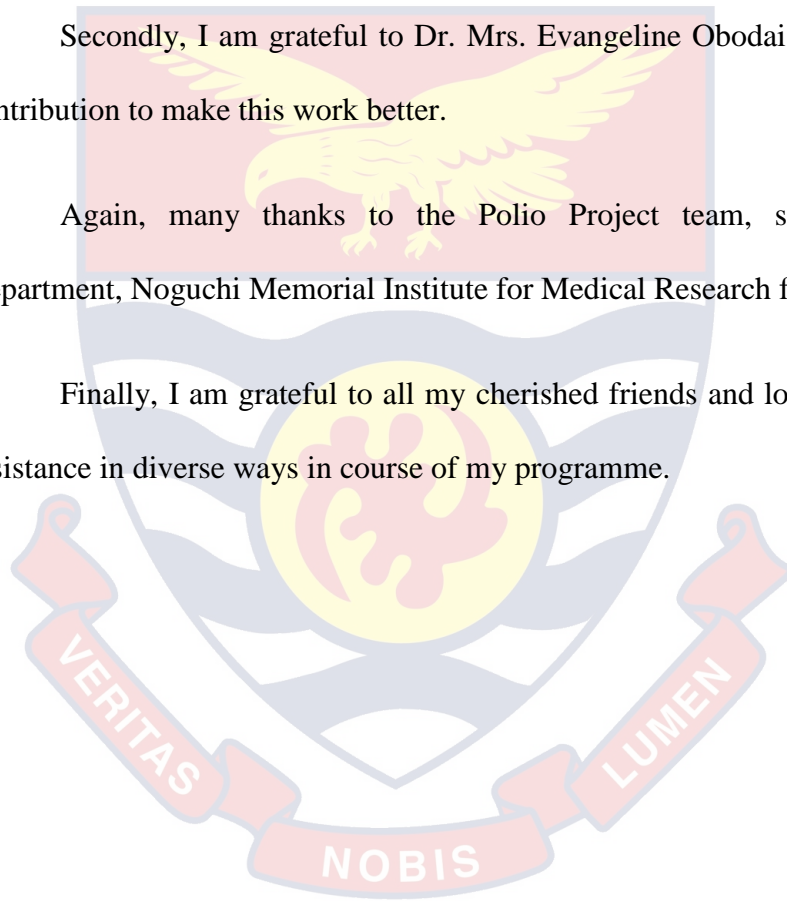 Secondly, I am grateful to Dr. Mrs. Evangeline Obodai
ntribution to make this work better.
Again, many thanks to the Polio Project team, s
epartment, Noguchi Memorial Institute for Medical Research f
Finally, I am grateful to all my cherished friends and lo
sistance in diverse ways in course of my programme.
VERITAS
NOBIS
LUMEN